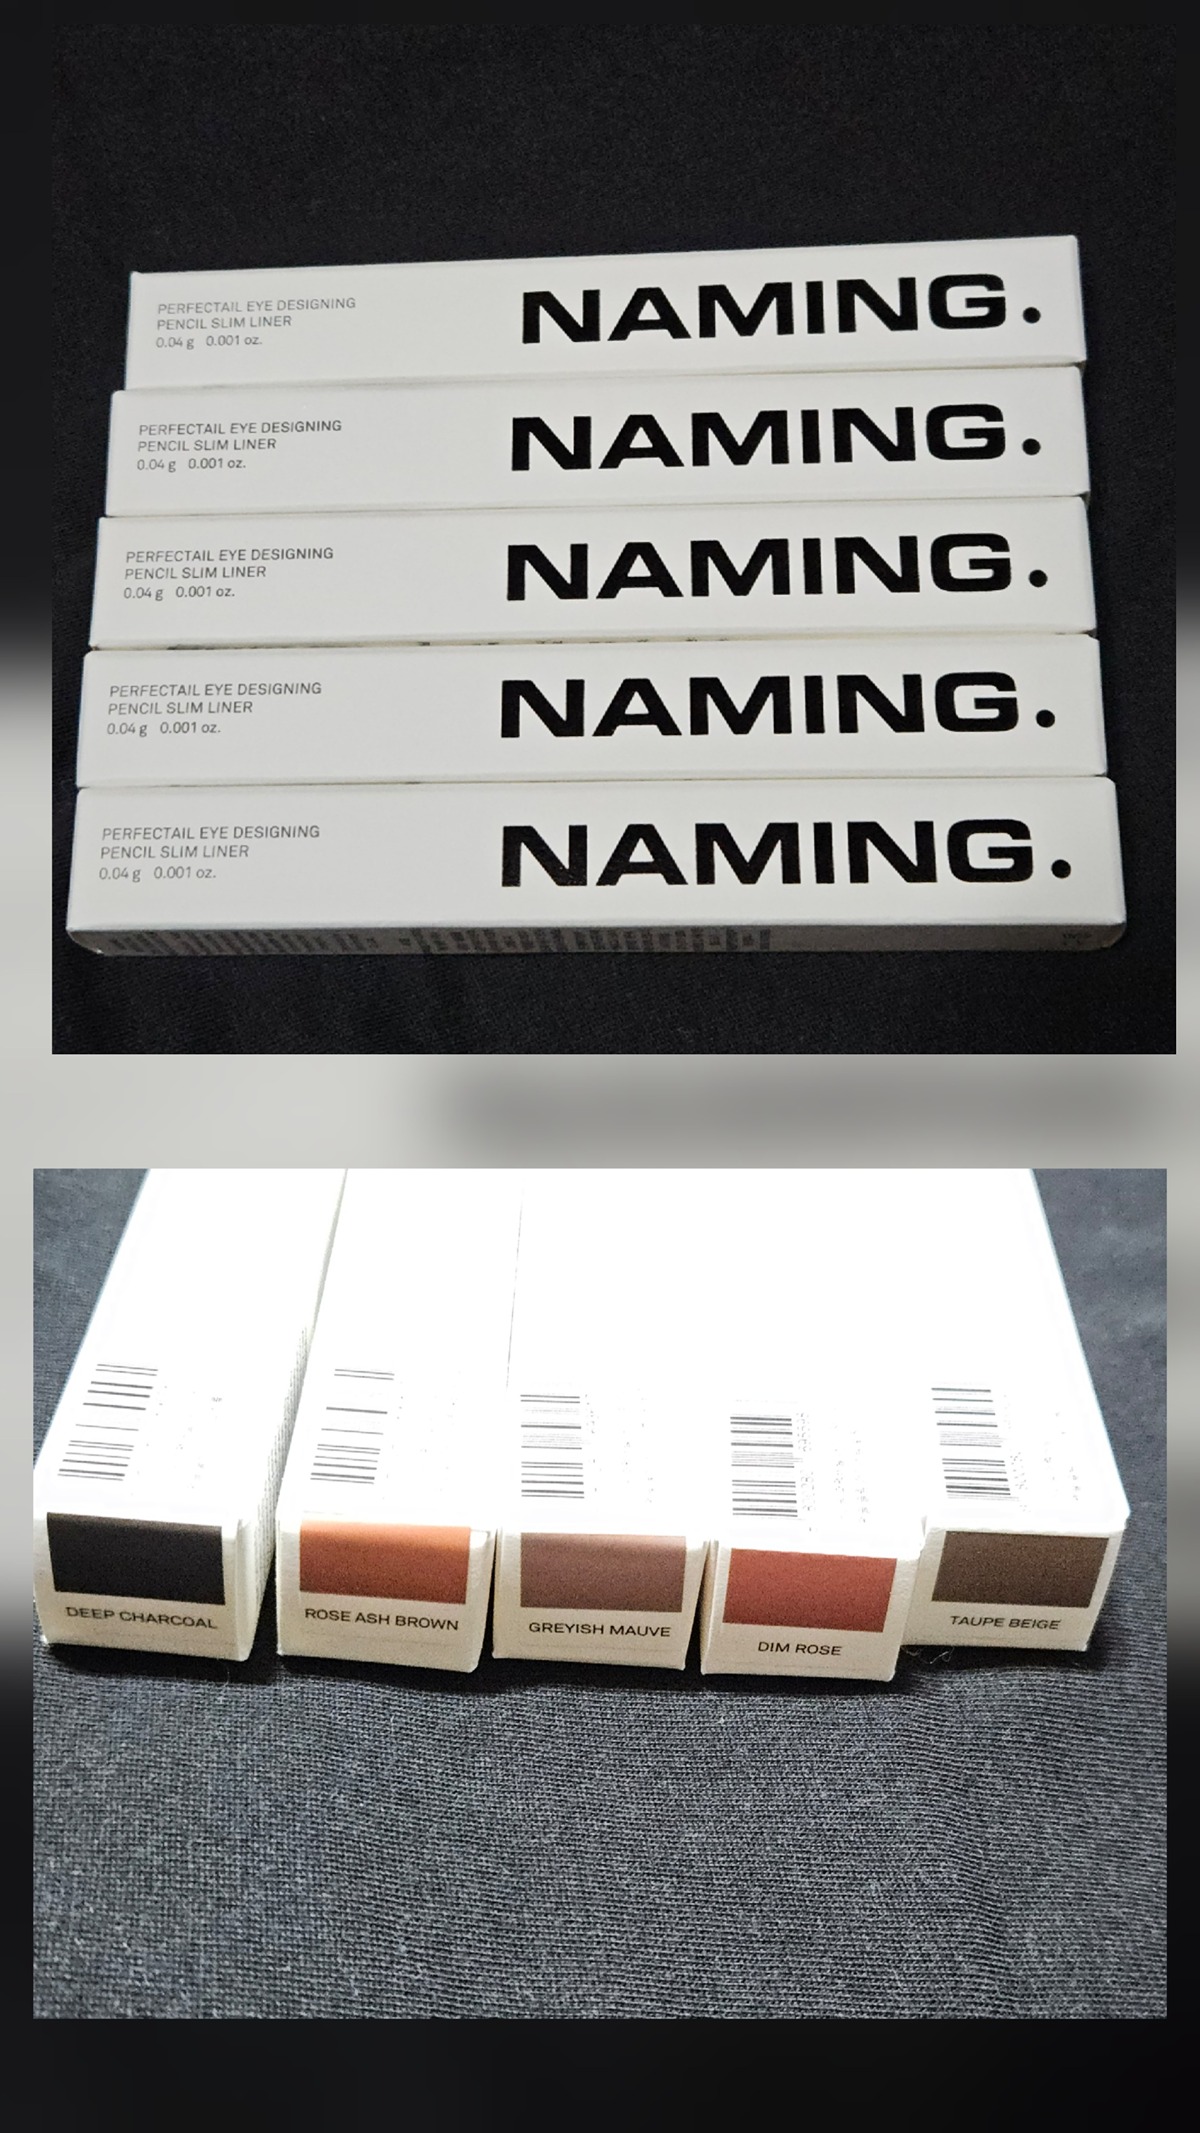 PERFECTAIL EYE DESIGNING
PENCIL SLIM LINER
0.04 g 0.001 oz.
NAMING.
PERFECTAIL EYE DESIGNING
PENCIL SLIM LINER
0.04 g 0.001 oz.
NAMING.
PERFECTAIL EYE DESIGNING
PENCIL SLIM LINER
0.04 g 0.001 oz.
NAMING.
PERFECTAIL EYE DESIGNING
PENCIL SLIM LINER
0.04 g 0.001 oz.
NAMING.
PERFECTAIL EYE DESIGNING
PENCIL SLIM LINER
0.04 g 0.001 oz.
NAMING.
DEEP CHARCOAL
ROSE ASH BROWN
GREYISH MAUVE
DIM ROSE
TAUPE BEIGE